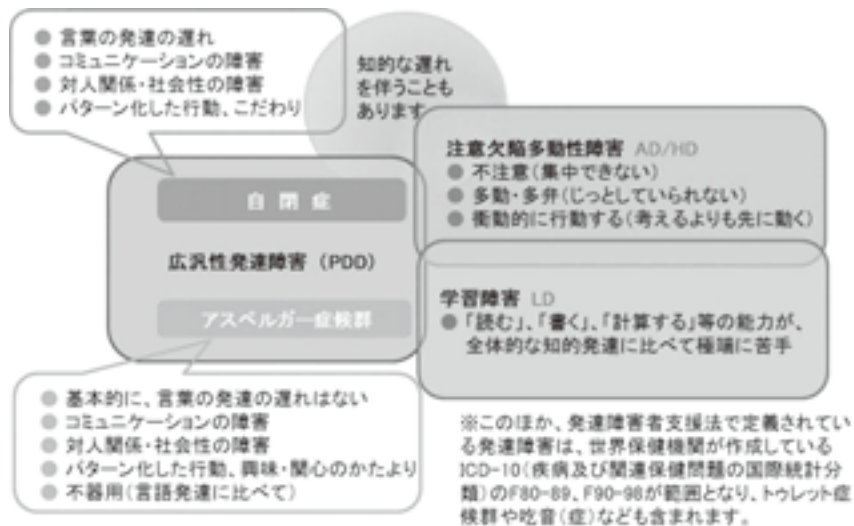 ● 言葉の発達の遅れ
● コミュニケーションの障害
● 対人関係・社会性の障害
● パターン化した行動、こだわり
知的な遅れ
を伴うことも
あります
注意欠陥多動性障害 AD/HD
● 不注意(集中できない)
● 多動・多弁(じっとしていられない)
● 衝動的に行動する(考えるよりも先に動く)
自閉症
広汎性発達障害(PDD)
アスペルガー症候群
学習障害 LD
● 「読む」、「書く」、「計算する」等の能力が、
全体的な知的発達に比べて極端に苦手
● 基本的に、言葉の発達の遅れはない
● コミュニケーションの障害
● 対人関係・社会性の障害
● パターン化した行動、興味・関心のかたより
● 不器用(言語発達に比べて)
※このほか、発達障害者支援法で定義されてい
る発達障害は、世界保健機関が作成している
ICD-10(疾病及び関連保健問題の国際統計分
類)のF80-89、F90-98が範囲となり、トゥレット症
候群や吃音(症)なども含まれます。